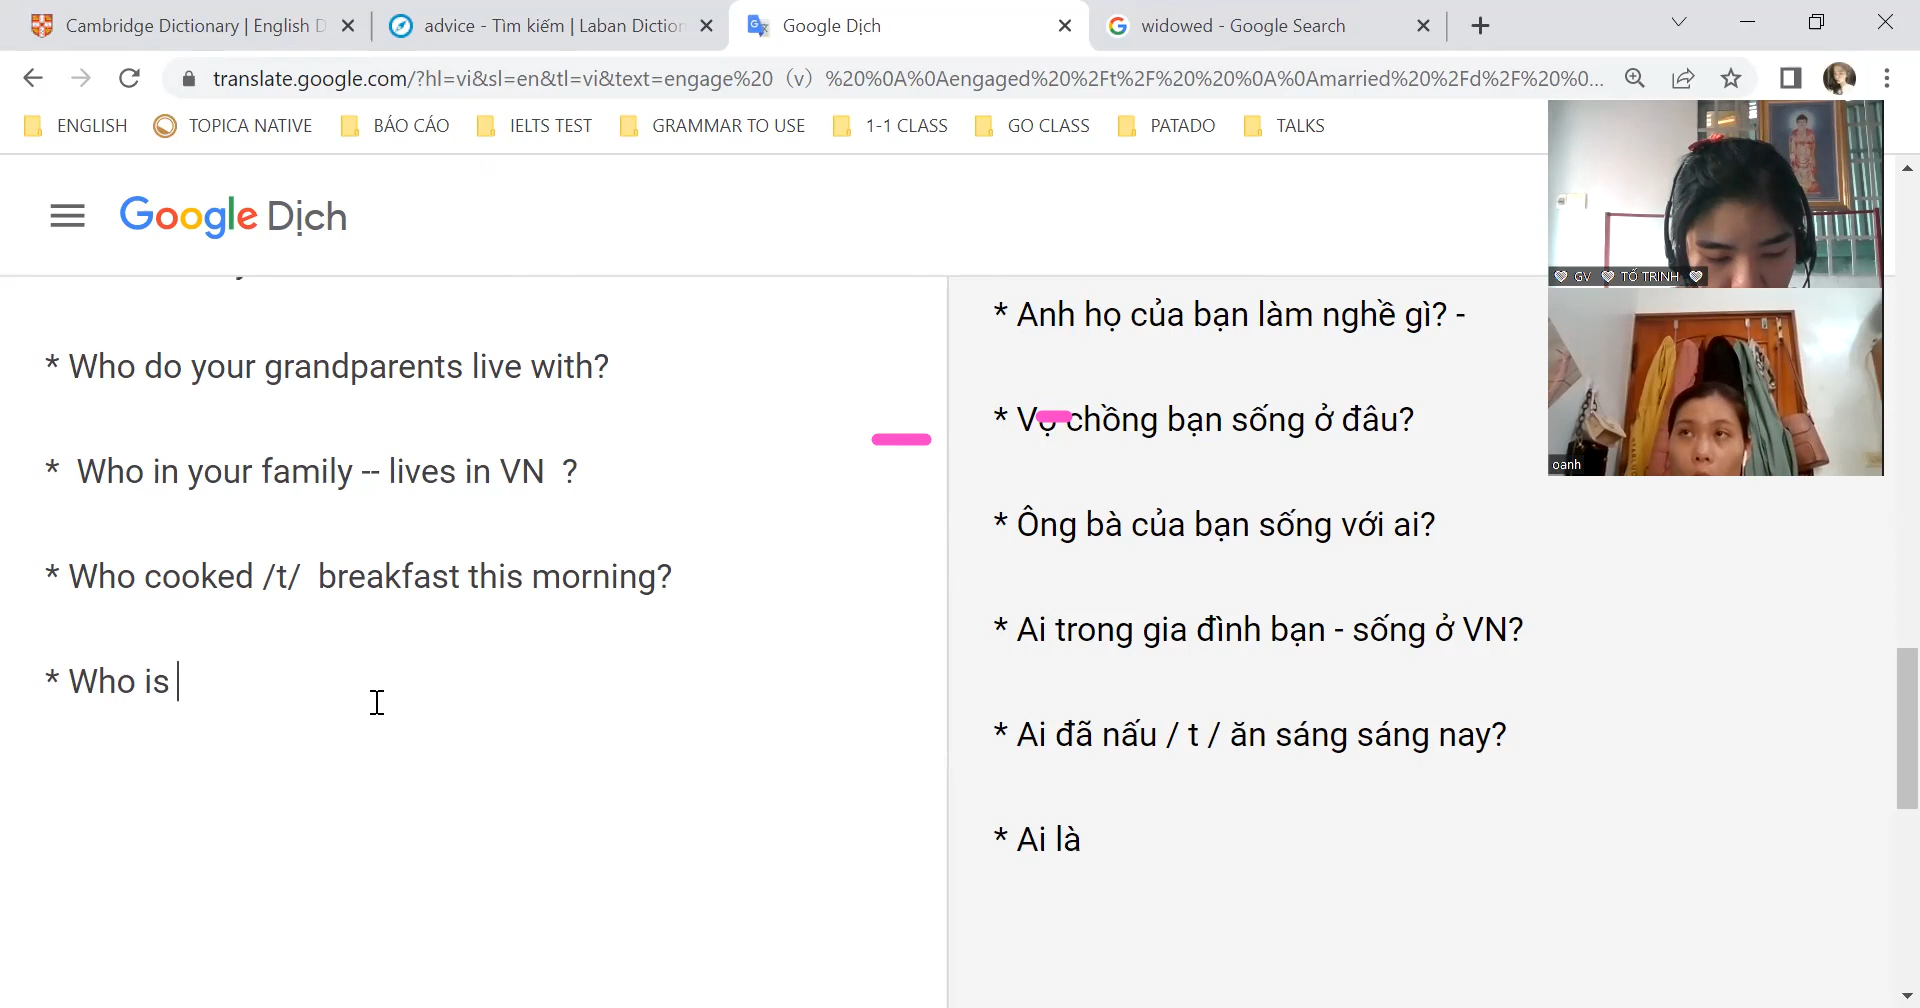 Cambridge Dictionary | English D
advice - Tìm kiếm | Laban Diction
Google Dịch
widowed - Google Search
translate.google.com/?hl=vi&sl=en&tl=vi&text=engage%20 (v) %20%0A%0Aengaged%20%2Ft%2F%20%20%0A%0Amarried%20%2Fd%2F%20%0...
ENGLISH
TOPICA NATIVE
BÁO CÁO
IELTS TEST
GRAMMAR TO USE
1-1 CLASS
GO CLASS
PATADO
TALKS
Google Dịch
* Who do your grandparents live with?
* Who in your family -- lives in VN ?
* Who cooked /t/ breakfast this morning?
* Who is
* Anh họ của bạn làm nghề gì? -
* Vợ chồng bạn sống ở đâu?
* Ông bà của bạn sống với ai?
* Ai trong gia đình bạn - sống ở VN?
* Ai đã nấu / t / ăn sáng sáng nay?
* Ai là
GV TỐ TRINH
oanh